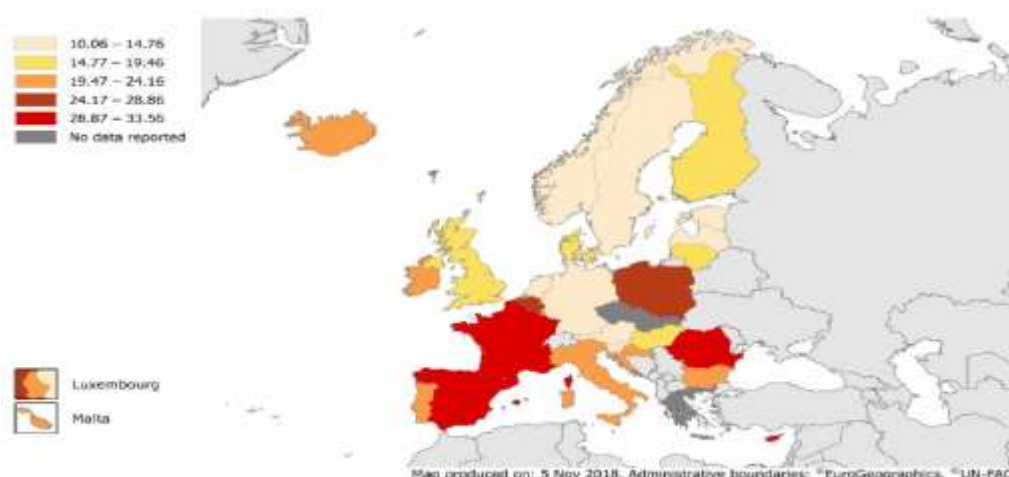 10.06 – 14.76
14.77 – 19.46
19.47 – 24.16
24.17 – 28.86
28.87 – 33.56
No data reported
Luxembourg
Malta
Map produced on: 5 Nov 2018. Administrative boundaries: ©EuroGeographics, ©UN-FAO